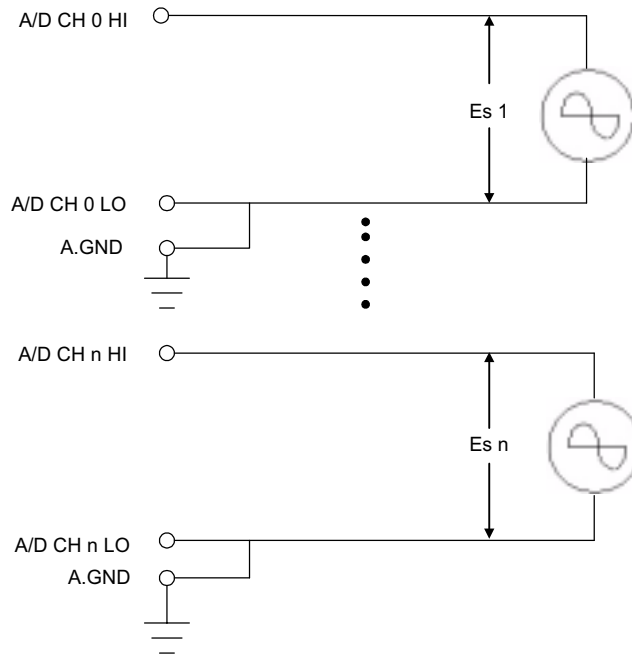 A/D CH 0 HI
Es 1
A/D CH 0 LO
A.GND
A/D CH n HI
Es n
A/D CH n LO
A.GND